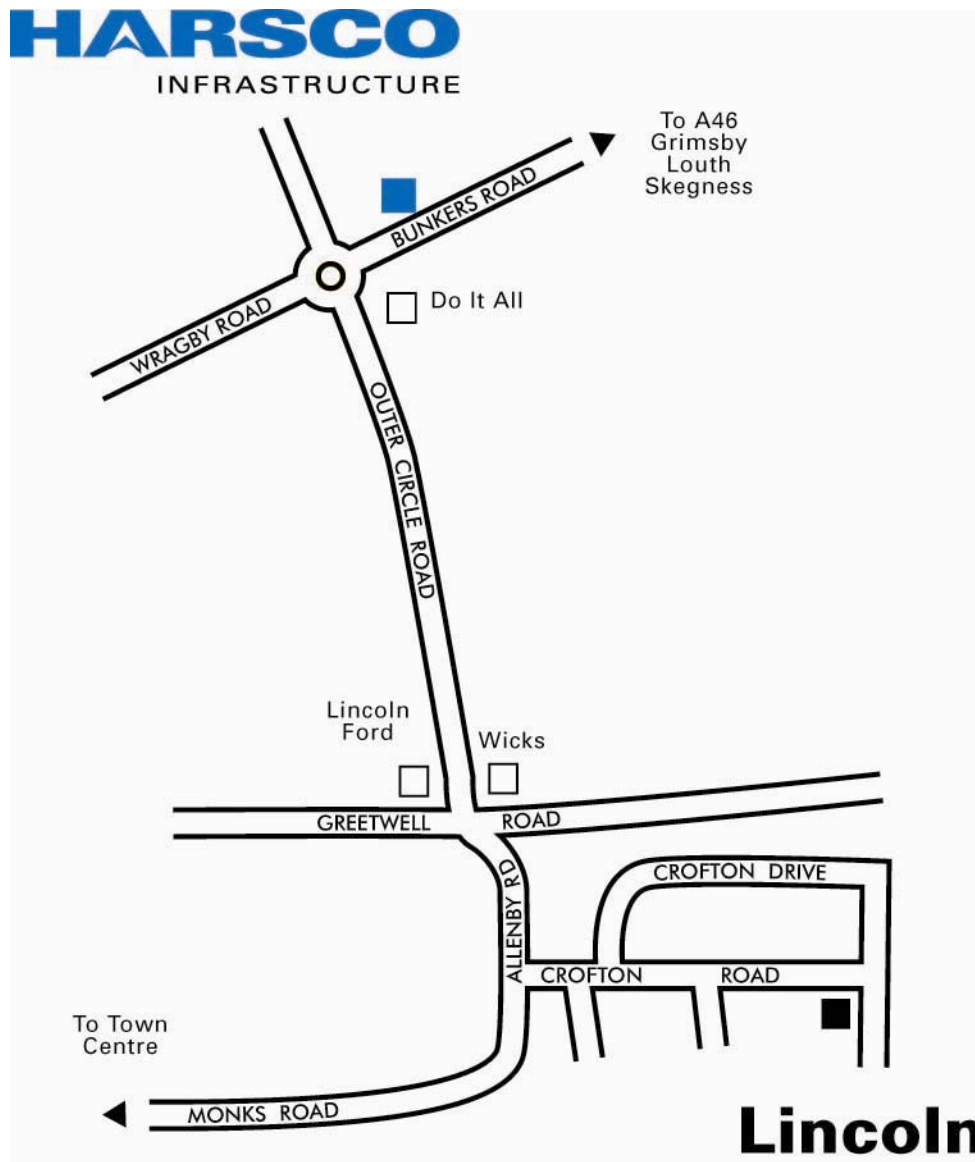 HARSCO
INFRASTRUCTURE
To A46
Grimsby
Louth
Skegness
BUNKERS ROAD
Do It All
WRAGBY ROAD
OUTER CIRCLE ROAD
Lincoln
Ford
Wicks
GREETWELL ROAD
ALLENBY RD
CROFTON DRIVE
CROFTON ROAD
To Town
Centre
MONKS ROAD
Lincoln